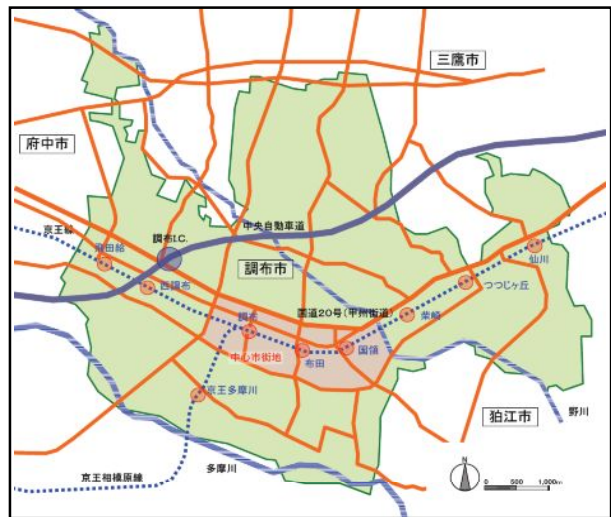 三鷹市
府中市
京王線
飛田給
調布I.C.
中央自動車道
調布市
西調布
仙川
つつじヶ丘
国道20号(甲州街道)
調布
柴崎
中心市街地
布田
国領
京王多摩川
狛江市
野川
京王相模原線
多摩川
N
0 500 1,000m